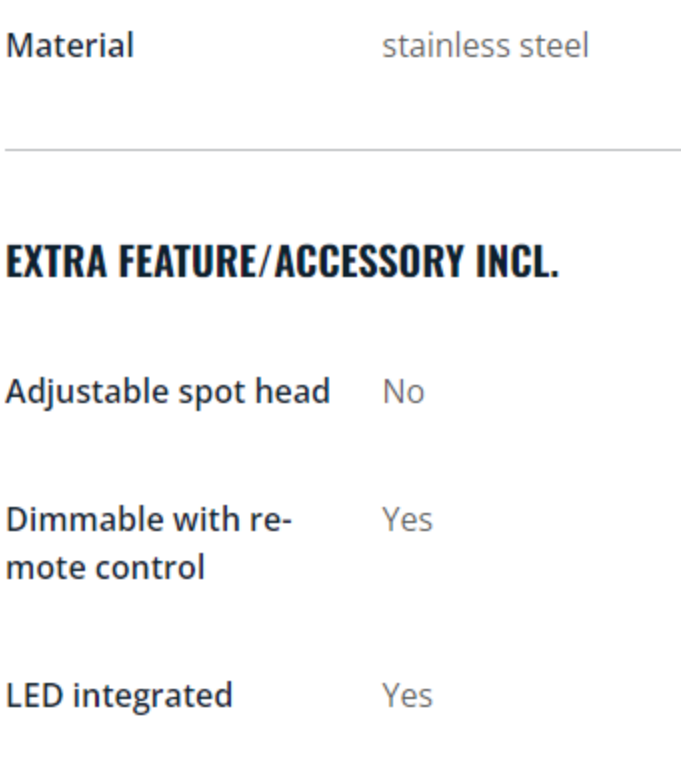 Material stainless steel
EXTRA FEATURE/ACCESSORY INCL.
Adjustable spot head No
Dimmable with re- Yes
mote control
LED integrated Yes